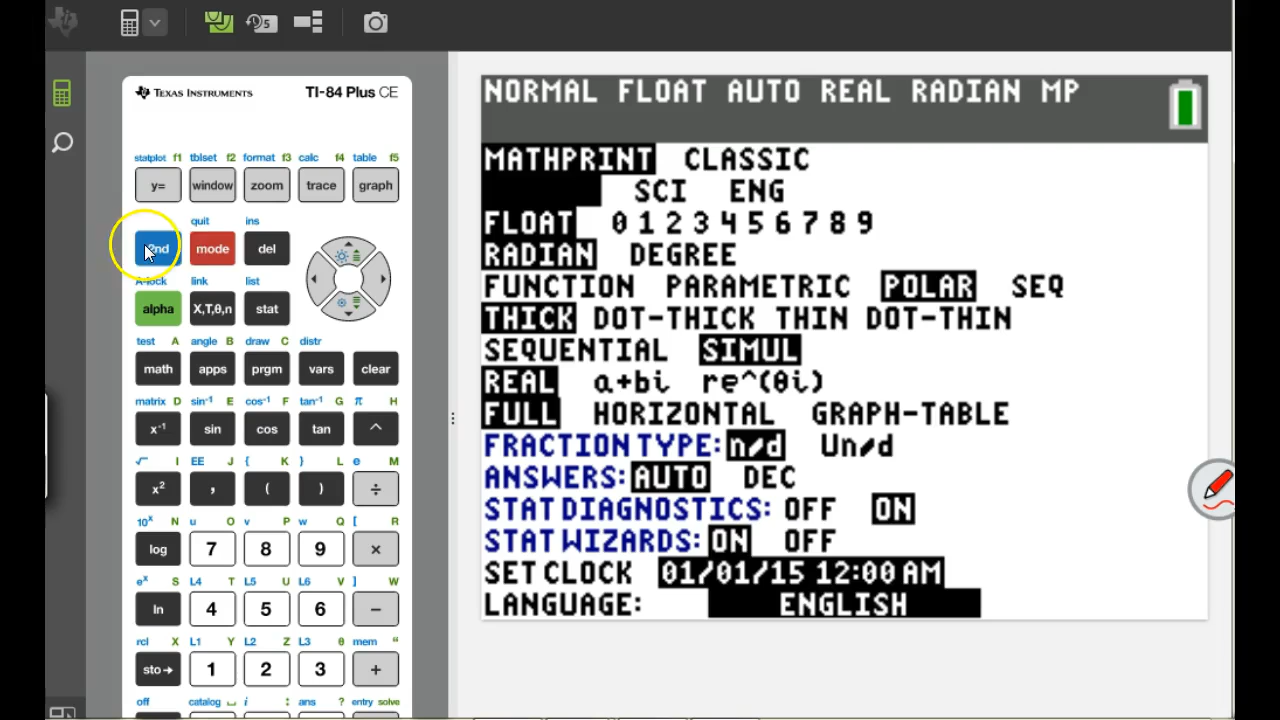 TEXAS INSTRUMENTS TI-84 Plus CE
statplot f1 tblset f2 format f3 calc f4 table f5
y= window zoom trace graph
quit ins
2nd mode del
A-lock link list
alpha X,T,θ,n stat
test A angle B draw C distr
math apps prgm vars clear
matrix D sin⁻¹ E cos⁻¹ F tan⁻¹ G π H
x⁻¹ sin cos tan ^
√ I EE J { K } L e M
x² , ( ) ÷
10ˣ N u O v P w Q [ R
log 7 8 9 ×
eˣ S L4 T L5 U L6 V ] W
ln 4 5 6 −
rcl X L1 Y L2 Z L3 θ mem "
sto→ 1 2 3 +
off catalog ⎵ i : ans ? entry solve
NORMAL FLOAT AUTO REAL RADIAN MP
MATHPRINT CLASSIC
SCI ENG
FLOAT 0 1 2 3 4 5 6 7 8 9
RADIAN DEGREE
FUNCTION PARAMETRIC POLAR SEQ
THICK DOT-THICK THIN DOT-THIN
SEQUENTIAL SIMUL
REAL a+bi re^(θi)
FULL HORIZONTAL GRAPH-TABLE
FRACTION TYPE: n/d Un/d
ANSWERS: AUTO DEC
STAT DIAGNOSTICS: OFF ON
STAT WIZARDS: ON OFF
SET CLOCK 01/01/15 12:00 AM
LANGUAGE: ENGLISH